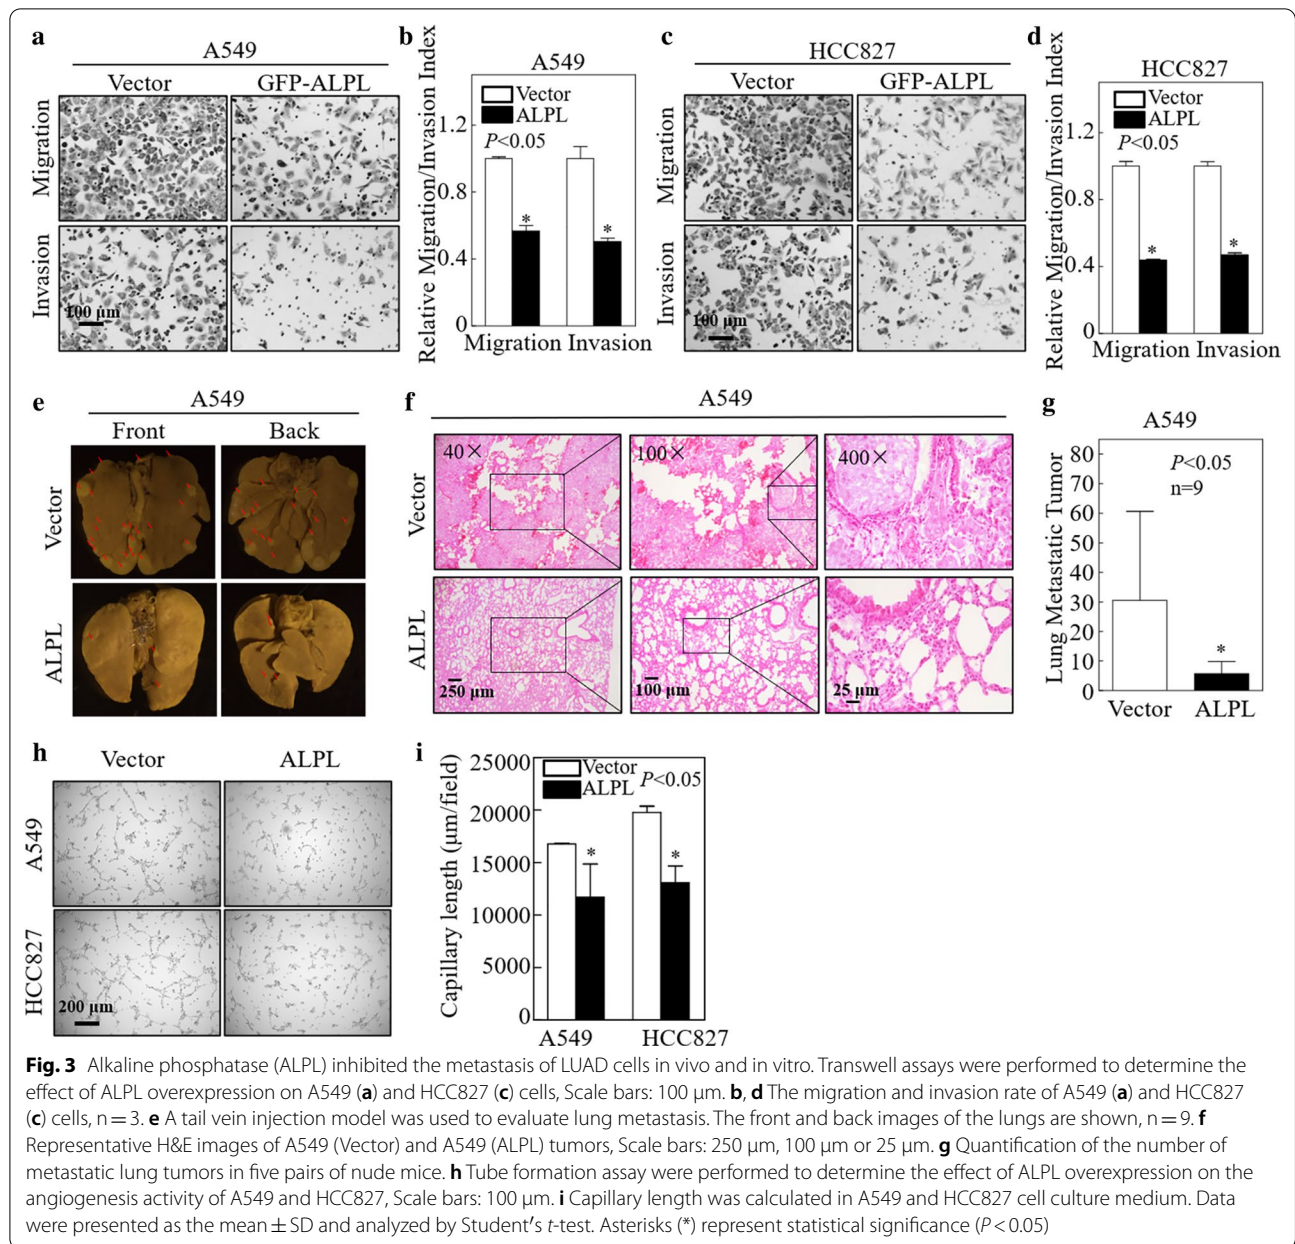 a
A549
Vector
GFP-ALPL
Migration
Invasion
100 µm
b
A549
Relative Migration/Invasion Index
Vector
ALPL
P<0.05
1.2
0.8
0.4
0
*
*
Migration Invasion
c
HCC827
Vector
GFP-ALPL
Migration
Invasion
100 µm
d
HCC827
Relative Migration/Invasion Index
Vector
ALPL
P<0.05
1.2
0.8
0.4
0
*
*
Migration Invasion
e
A549
Front
Back
Vector
ALPL
f
A549
Vector
40×
100×
400×
ALPL
250 µm
100 µm
25 µm
g
A549
Lung Metastatic Tumor
80
70
60
50
40
30
20
10
0
P<0.05
n=9
*
Vector ALPL
h
Vector
ALPL
A549
HCC827
200 µm
i
Capillary length (µm/field)
25000
20000
15000
10000
5000
0
Vector
ALPL
P<0.05
*
*
A549 HCC827
Fig. 3 Alkaline phosphatase (ALPL) inhibited the metastasis of LUAD cells in vivo and in vitro. Transwell assays were performed to determine the
effect of ALPL overexpression on A549 (a) and HCC827 (c) cells, Scale bars: 100 µm. b, d The migration and invasion rate of A549 (a) and HCC827
(c) cells, n = 3. e A tail vein injection model was used to evaluate lung metastasis. The front and back images of the lungs are shown, n = 9. f
Representative H&E images of A549 (Vector) and A549 (ALPL) tumors, Scale bars: 250 µm, 100 µm or 25 µm. g Quantification of the number of
metastatic lung tumors in five pairs of nude mice. h Tube formation assay were performed to determine the effect of ALPL overexpression on the
angiogenesis activity of A549 and HCC827, Scale bars: 100 µm. i Capillary length was calculated in A549 and HCC827 cell culture medium. Data
were presented as the mean ± SD and analyzed by Student's t-test. Asterisks (*) represent statistical significance (P < 0.05)